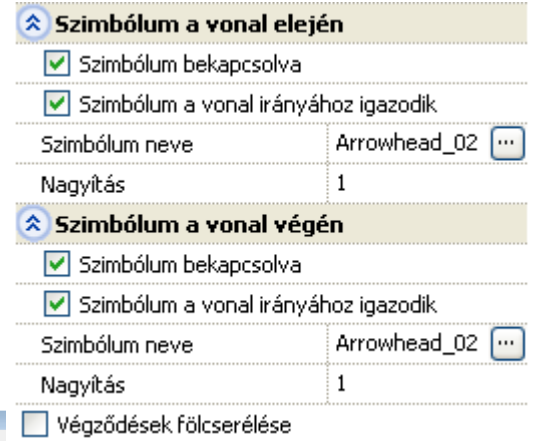 Szimbólum a vonal elején
Szimbólum bekapcsolva
Szimbólum a vonal irányához igazodik
Szimbólum neve Arrowhead_02 ...
Nagyítás 1
Szimbólum a vonal végén
Szimbólum bekapcsolva
Szimbólum a vonal irányához igazodik
Szimbólum neve Arrowhead_02 ...
Nagyítás 1
Végződések fölcserélése